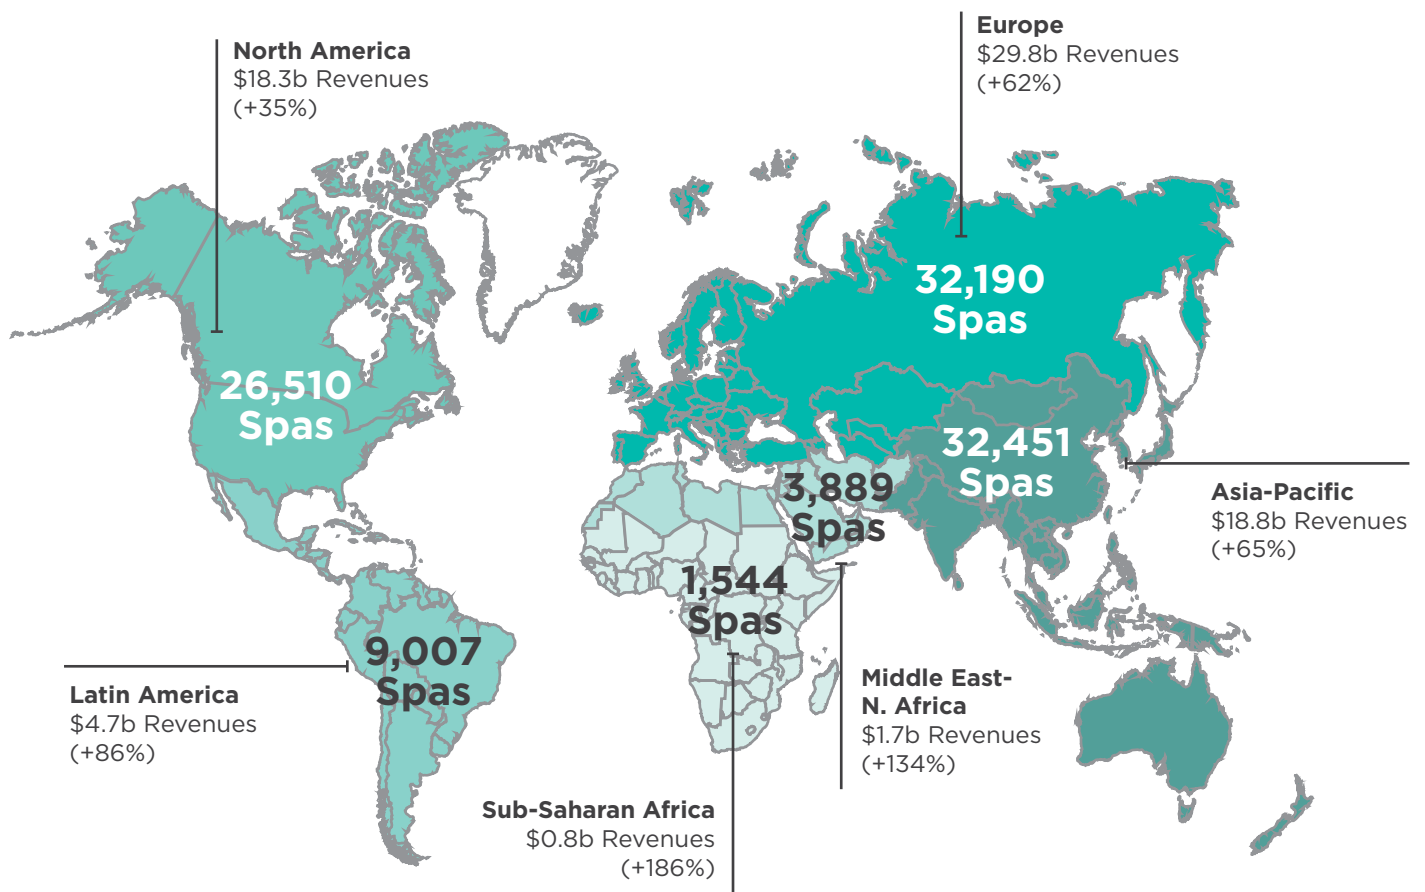 North America
$18.3b Revenues
(+35%)
Europe
$29.8b Revenues
(+62%)
32,190
Spas
26,510
Spas
32,451
Spas
3,889
Spas
Asia-Pacific
$18.8b Revenues
(+65%)
1,544
Spas
9,007
Spas
Latin America
$4.7b Revenues
(+86%)
Middle East-
N. Africa
$1.7b Revenues
(+134%)
Sub-Saharan Africa
$0.8b Revenues
(+186%)